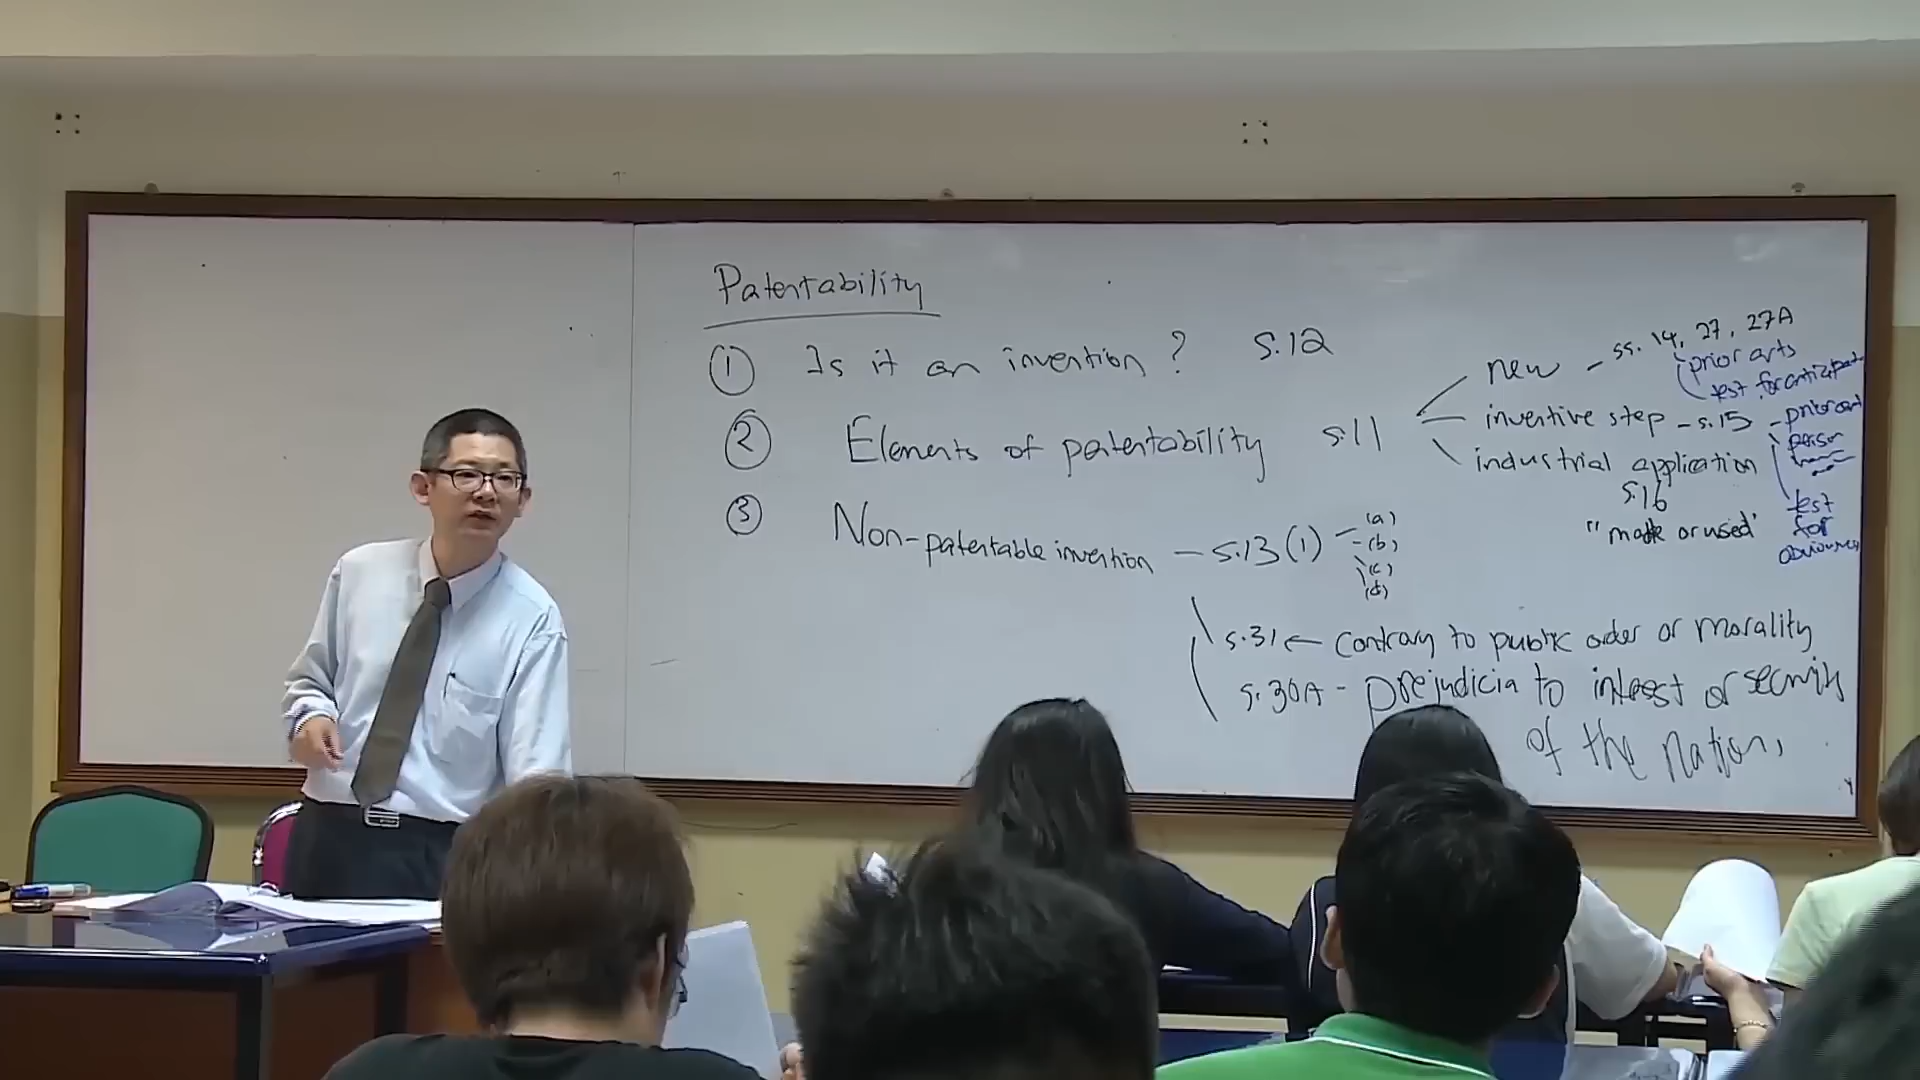 Patentability
① Is it an invention ? S.12
② Elements of patentability S.11
new - ss. 14, 27, 27A
prior arts
test for
inventive step - S.15 - prior art
person
test
for
industrial application
S.16
"made or used"
③ Non-patentable invention - S.13(1)
(a)
(b)
(c)
(d)
S.31 ← contrary to public order or morality
S.30A - prejudicia to interest or security
of the nation,